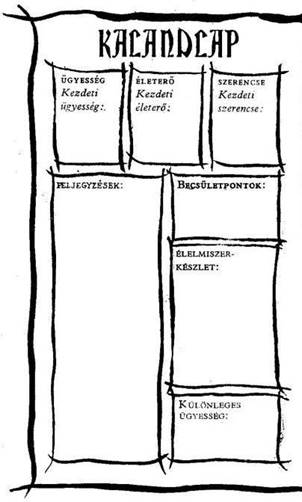 KALANDLAP
ÜGYESSÉG
Kezdeti
ügyesség:
ÉLETERŐ
Kezdeti
életerő:
SZERENCSE
Kezdeti
szerencse:
FELJEGYZÉSEK:
BECSÜLETPONTOK:
ÉLELMISZER-
KÉSZLET:
KÜLÖNLEGES
ÜGYESSÉG: